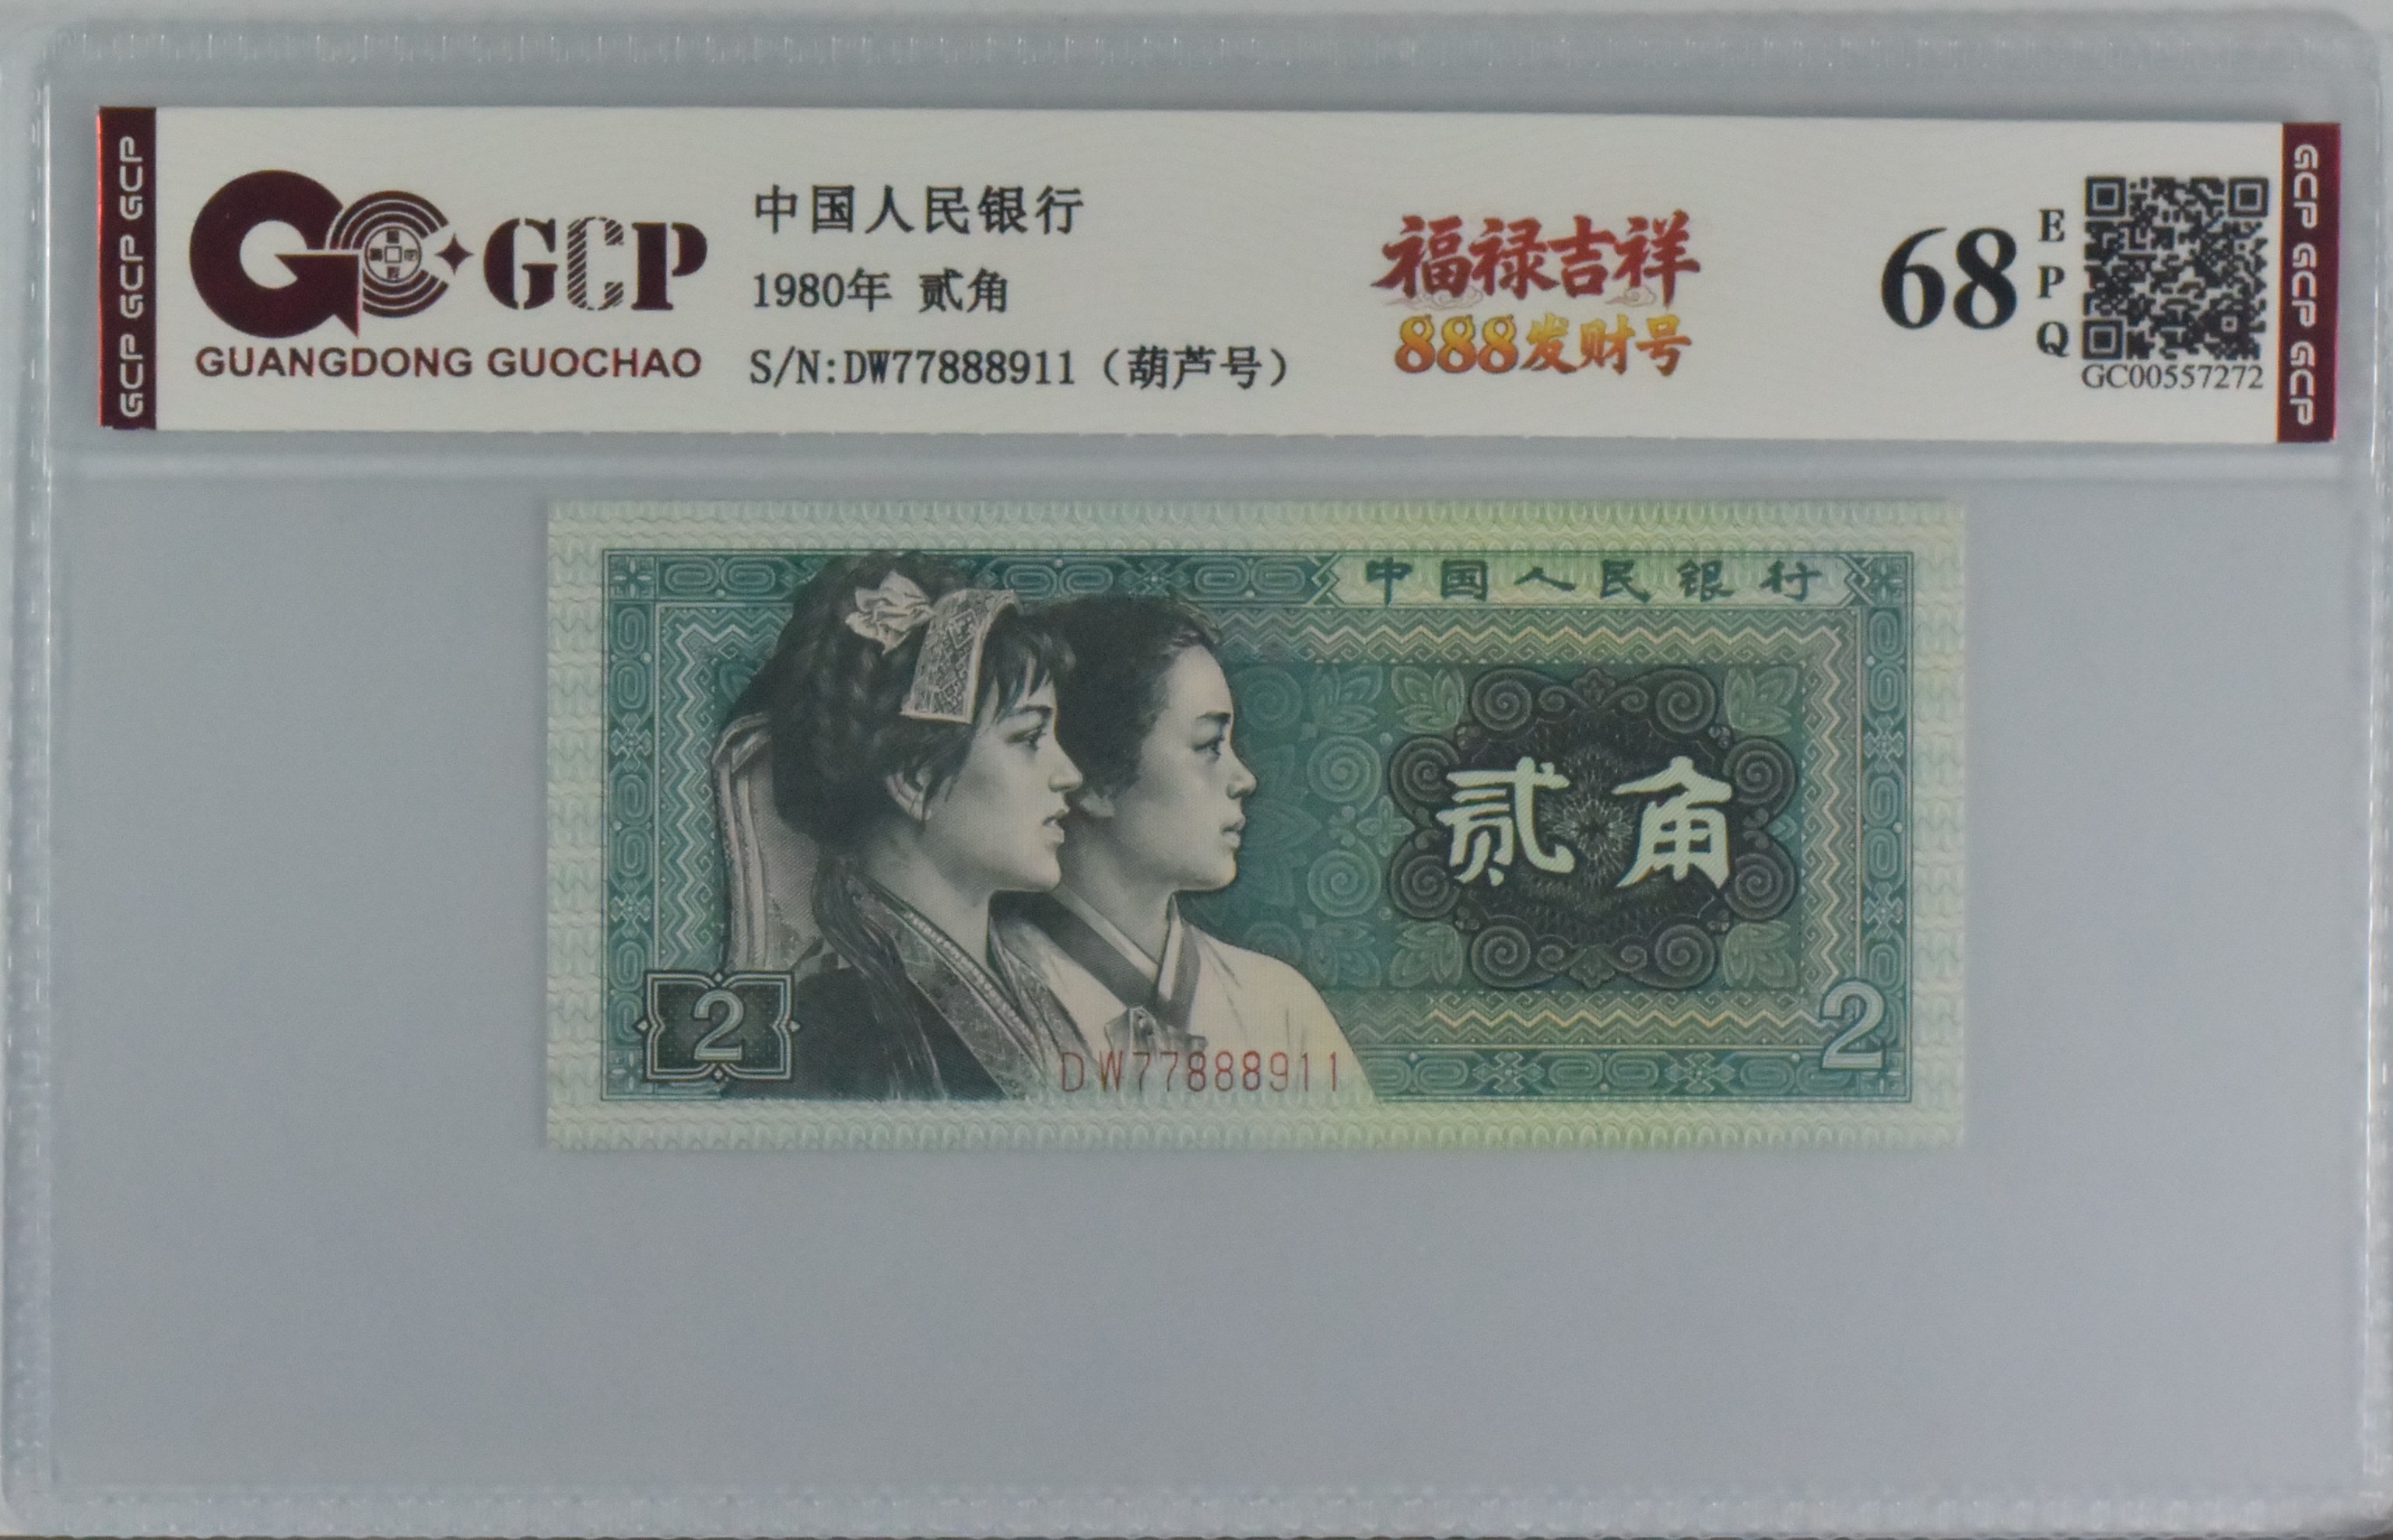 GCP GCP GCP
GCP
GUANGDONG GUOCHAO
中国人民银行
1980年 贰角
S/N:DW77888911（葫芦号）
福禄吉祥
888发财号
68
E
P
Q
GC00557272
GCP GCP GCP
中国人民银行
贰角
2
2
DW77888911